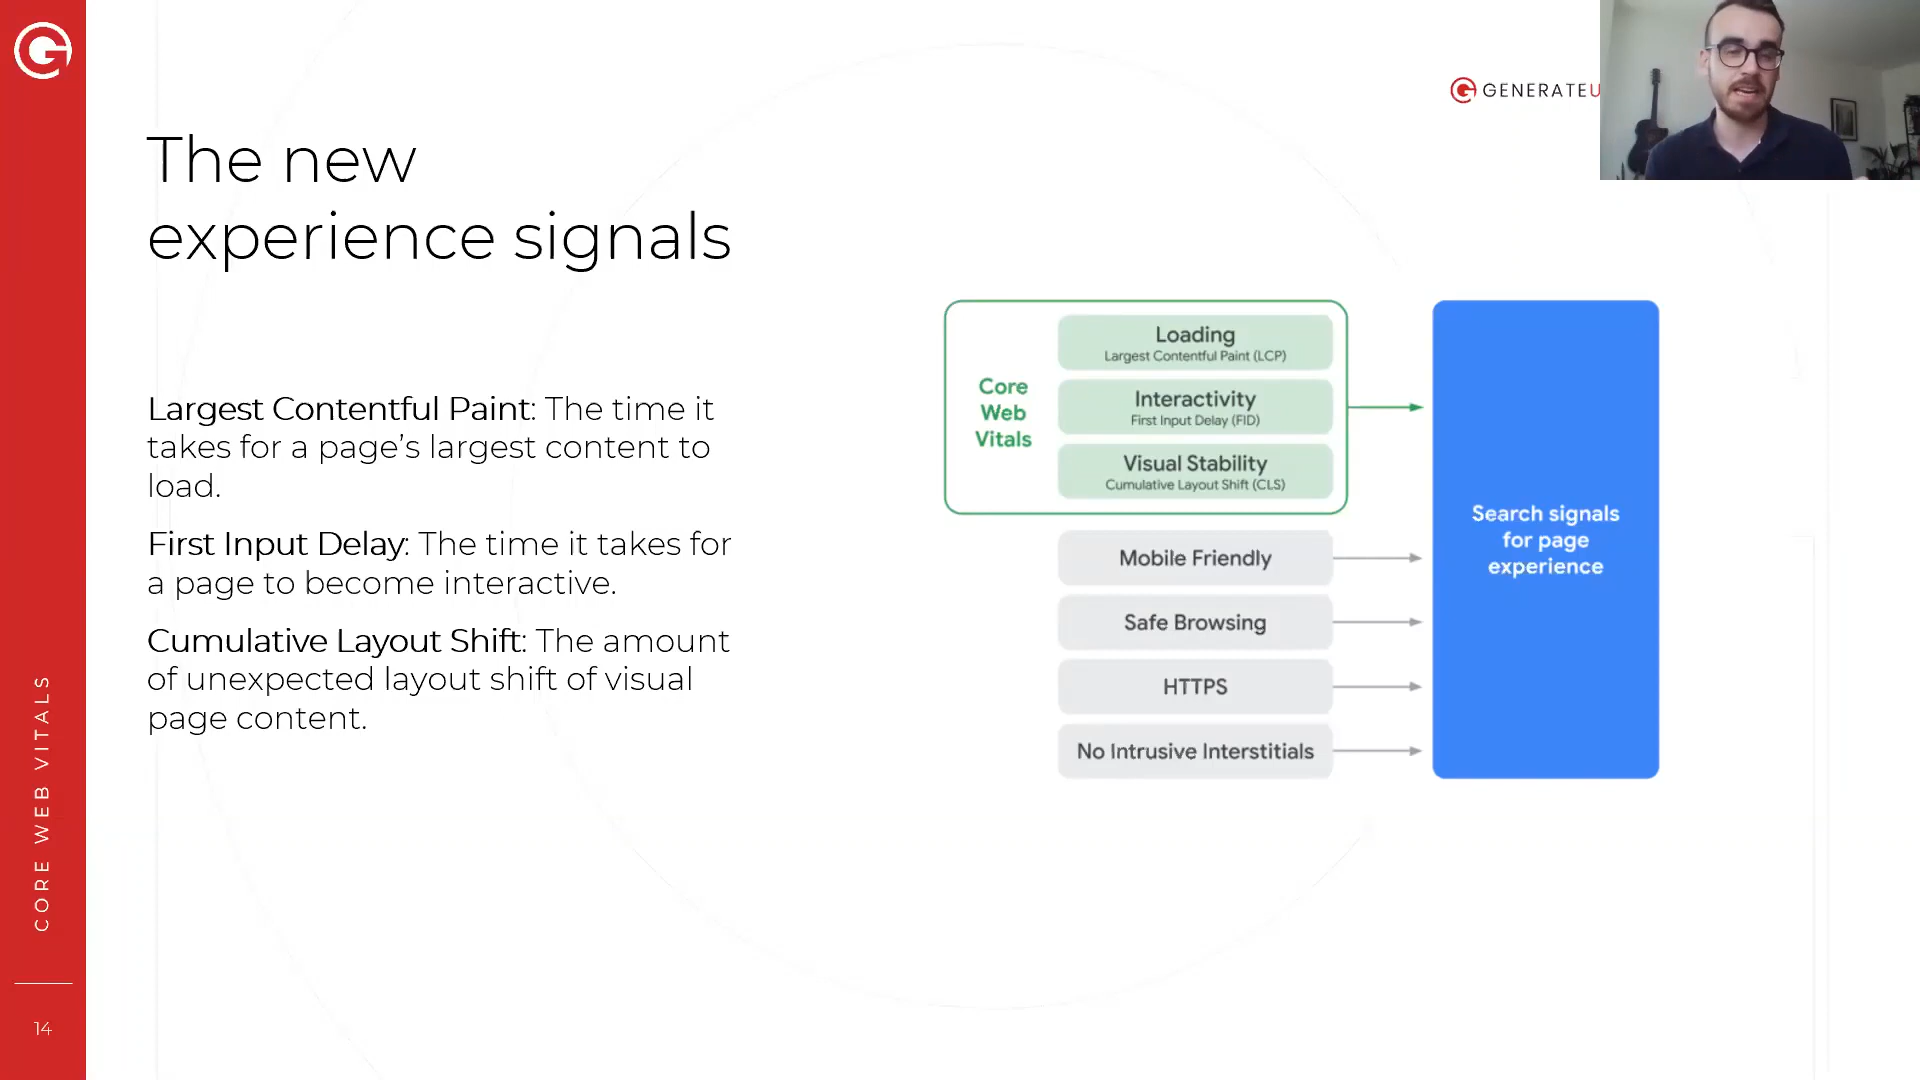 GENERATEU
The new
experience signals
Largest Contentful Paint: The time it
takes for a page’s largest content to
load.
First Input Delay: The time it takes for
a page to become interactive.
Cumulative Layout Shift: The amount
of unexpected layout shift of visual
page content.
Core
Web
Vitals
Loading
Largest Contentful Paint (LCP)
Interactivity
First Input Delay (FID)
Visual Stability
Cumulative Layout Shift (CLS)
Mobile Friendly
Safe Browsing
HTTPS
No Intrusive Interstitials
Search signals
for page
experience
CORE WEB VITALS
14